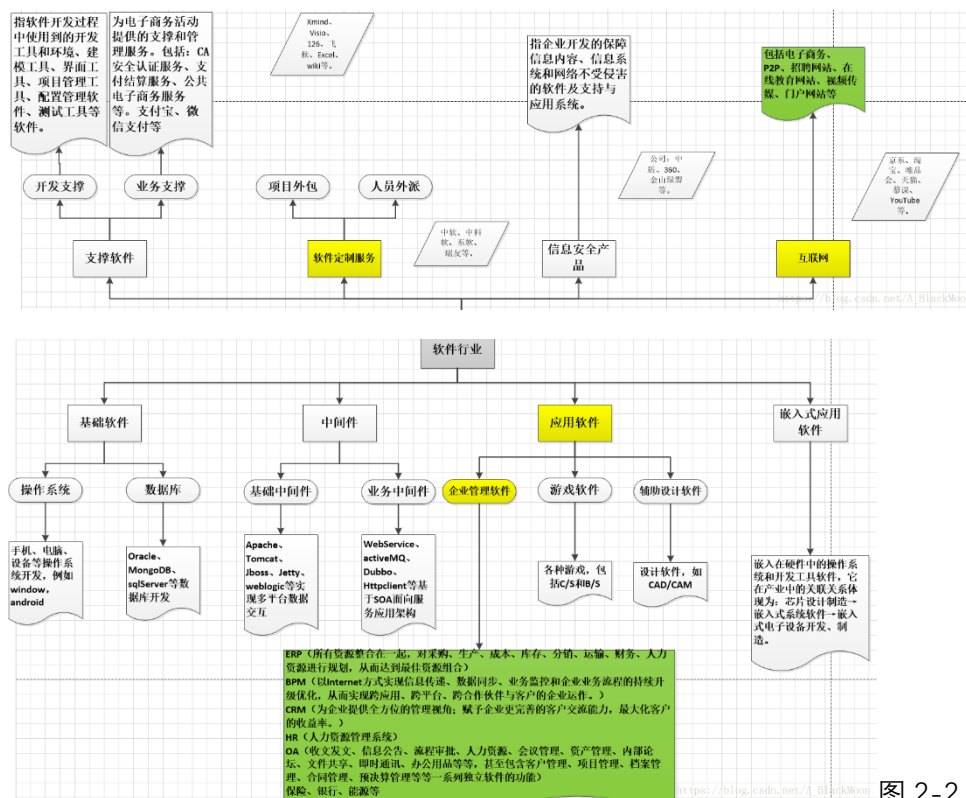 指软件开发过程
中使用到的开发
工具和环境、建
模工具、界面工
具、项目管理工
具、配置管理软
件、测试工具等
软件。
为电子商务活动
提供的支撑和管
理服务。包括：CA
安全认证服务、支
付结算服务、公共
电子商务服务
等。支付宝、微
信支付等
Xmind、
Visio、
126、飞
秋、Excel、
wiki等。
指企业开发的保障
信息内容、信息系
统和网络不受侵害
的软件及支持与
应用系统。
包括电子商务、
P2P、招聘网站、在
线教育网站、视频传
媒、门户网站等
公司：中
盾、360、
金山绿盟
等。
京东、淘
宝、唯品
会、天猫、
慕课、
YouTube
等。
开发支撑
业务支撑
项目外包
人员外派
中软、中科
软、东软、
瑞友等。
支撑软件
软件定制服务
信息安全产
品
互联网
https://blog.csdn.net/A_BlackMoo
软件行业
基础软件
中间件
应用软件
嵌入式应用
软件
操作系统
数据库
基础中间件
业务中间件
企业管理软件
游戏软件
辅助设计软件
手机、电脑、
设备等操作系
统开发，例如
window，
android
Oracle、
MongoDB、
sqlServer等数
据库开发
Apache、
Tomcat、
Jboss、Jetty、
weblogic等实
现多平台数据
交互
WebService、
activeMQ、
Dubbo、
Httpclient等基
于SOA面向服
务应用架构
各种游戏，包
括C/S和B/S
设计软件，如
CAD/CAM
嵌入在硬件中的操作系
统和开发工具软件，它
在产业中的关联关系体
现为：芯片设计制造→
嵌入式系统软件→嵌入
式电子设备开发、制
造。
ERP（所有资源整合在一起，对采购、生产、成本、库存、分销、运输、财务、人力
资源进行规划，从而达到最佳资源组合）
BPM（以Internet方式实现信息传递、数据同步、业务监控和企业业务流程的持续升
级优化，从而实现跨应用、跨平台、跨合作伙伴与客户的企业运作。）
CRM（为企业提供全方位的管理视角；赋予企业更完善的客户交流能力，最大化客户
的收益率。）
HR（人力资源管理系统）
OA（收文发文、信息公告、流程审批、人力资源、会议管理、资产管理、内部论
坛、文件共享、即时通讯、办公用品等等，甚至包含客户管理、项目管理、档案管
理、合同管理、预决算管理等等一系列独立软件的功能）
保险、银行、能源等
https://blog.csdn.net/A_BlackMoon
图 2-2